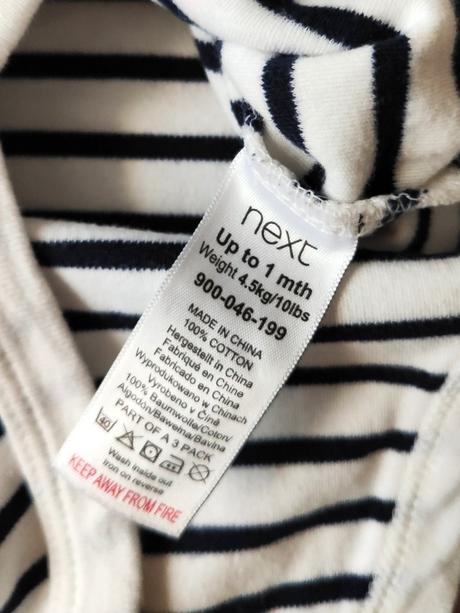 next
Up to 1 mth
Weight 4.5kg/10lbs
900-046-199
MADE IN CHINA
100% COTTON
Hergestellt in China
Fabriqué en Chine
Fabricado en China
Wyprodukowano w Chinach
Vyrobeno v Číně
100% Baumwolle/Coton/
Algodón/Bawełna/Bavlna
PART OF A 3 PACK
40
Wash inside out
Iron on reverse
KEEP AWAY FROM FIRE